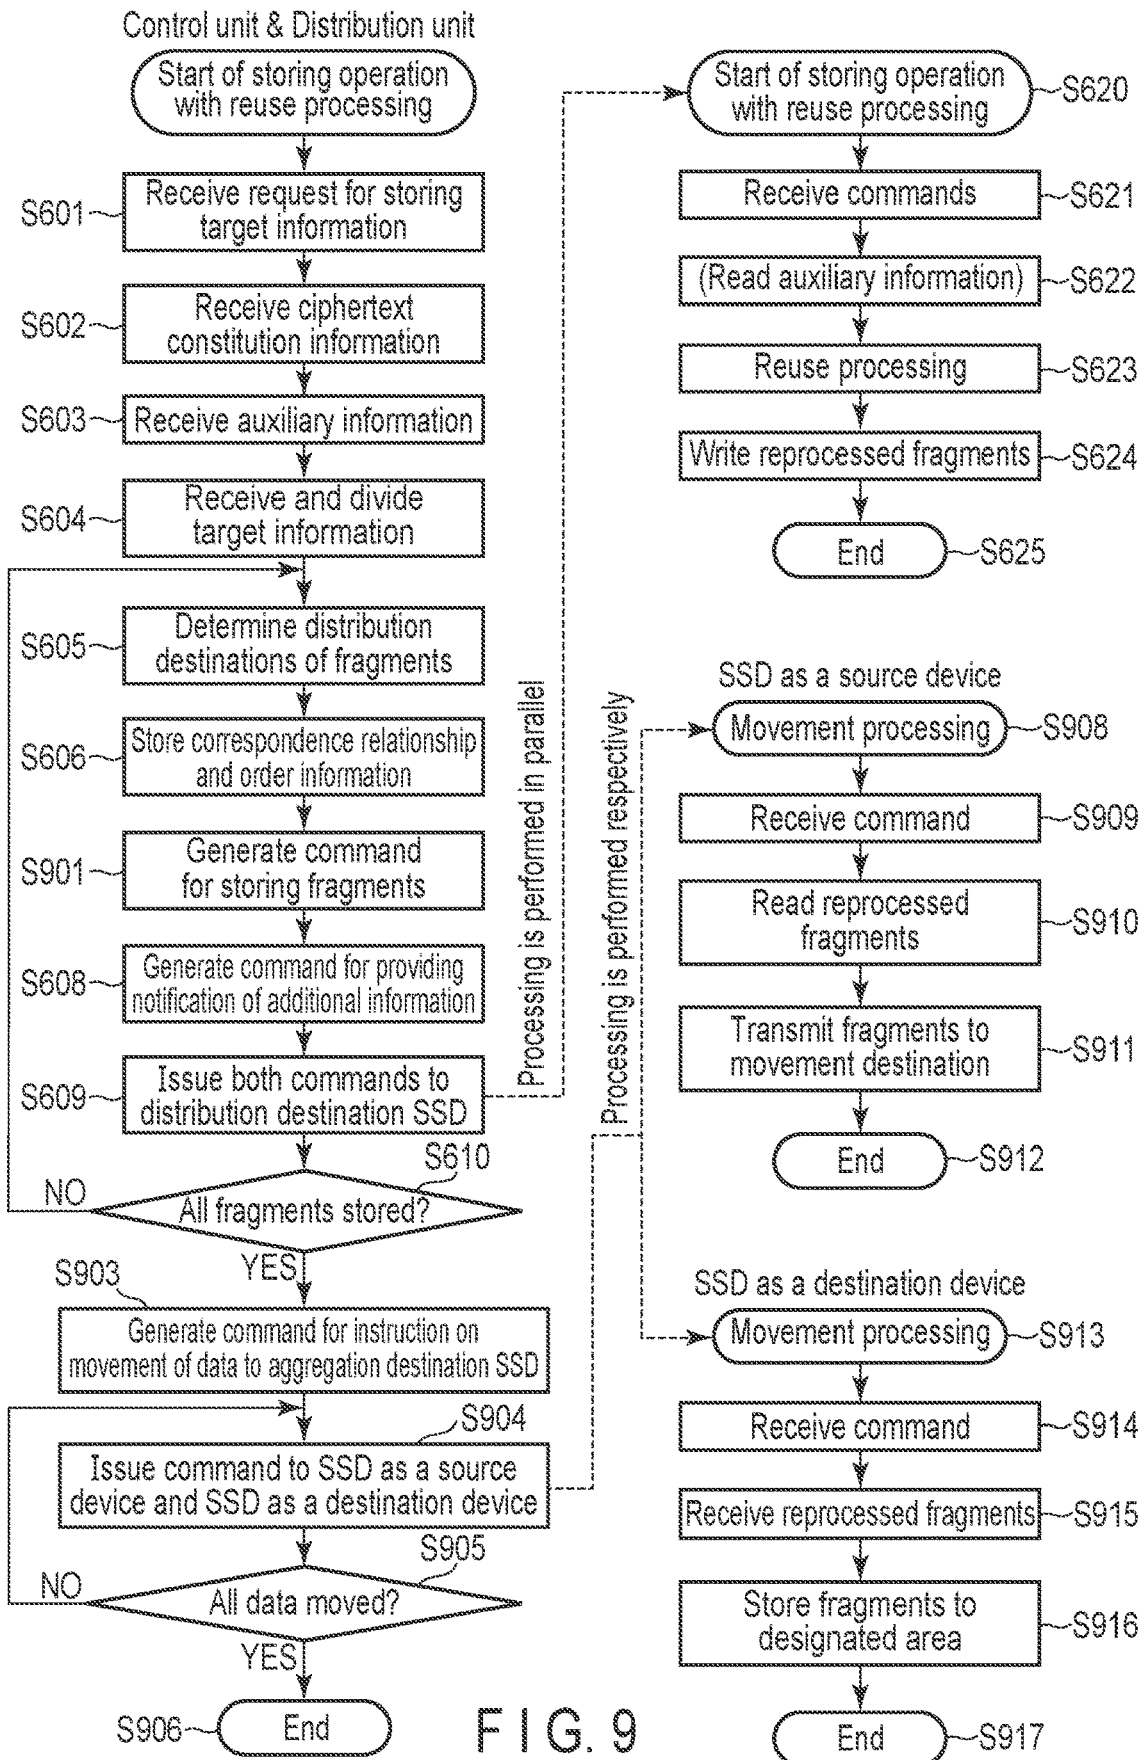 Control unit & Distribution unit
Start of storing operation
with reuse processing
S601
Receive request for storing
target information
S602
Receive ciphertext
constitution information
S603
Receive auxiliary information
S604
Receive and divide
target information
S605
Determine distribution
destinations of fragments
S606
Store correspondence relationship
and order information
S901
Generate command
for storing fragments
S608
Generate command for providing
notification of additional information
S609
Issue both commands to
distribution destination SSD
S610
NO
All fragments stored?
YES
S903
Generate command for instruction on
movement of data to aggregation destination SSD
S904
Issue command to SSD as a source
device and SSD as a destination device
S905
NO
All data moved?
YES
S906
End
Processing is performed in parallel
Processing is performed respectively
Start of storing operation
with reuse processing
S620
Receive commands
S621
(Read auxiliary information)
S622
Reuse processing
S623
Write reprocessed fragments
S624
End
S625
SSD as a source device
Movement processing
S908
Receive command
S909
Read reprocessed
fragments
S910
Transmit fragments to
movement destination
S911
End
S912
SSD as a destination device
Movement processing
S913
Receive command
S914
Receive reprocessed fragments
S915
Store fragments to
designated area
S916
End
S917
FIG. 9